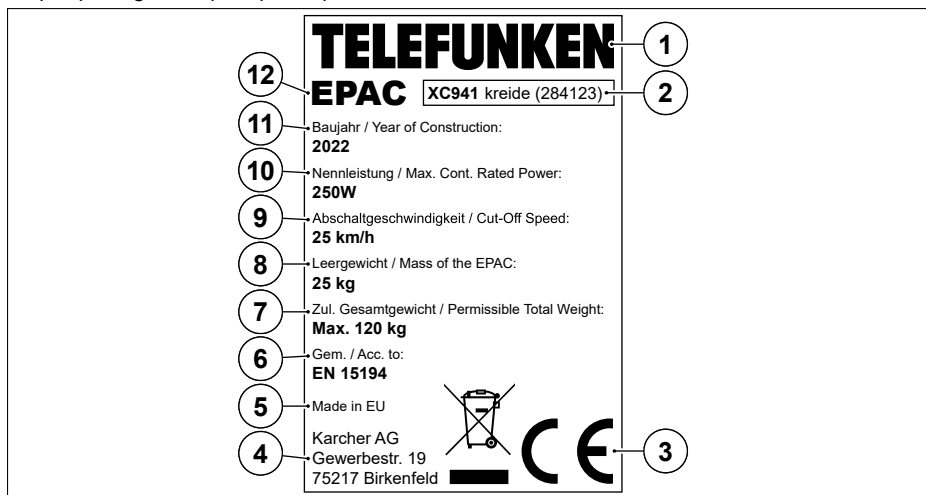 TELEFUNKEN
1
12
EPAC
XC941 kreide (284123)
2
11
Baujahr / Year of Construction:
2022
10
Nennleistung / Max. Cont. Rated Power:
250W
9
Abschaltgeschwindigkeit / Cut-Off Speed:
25 km/h
8
Leergewicht / Mass of the EPAC:
25 kg
7
Zul. Gesamtgewicht / Permissible Total Weight:
Max. 120 kg
6
Gem. / Acc. to:
EN 15194
5
Made in EU
4
Karcher AG
Gewerbestr. 19
75217 Birkenfeld
CE
3